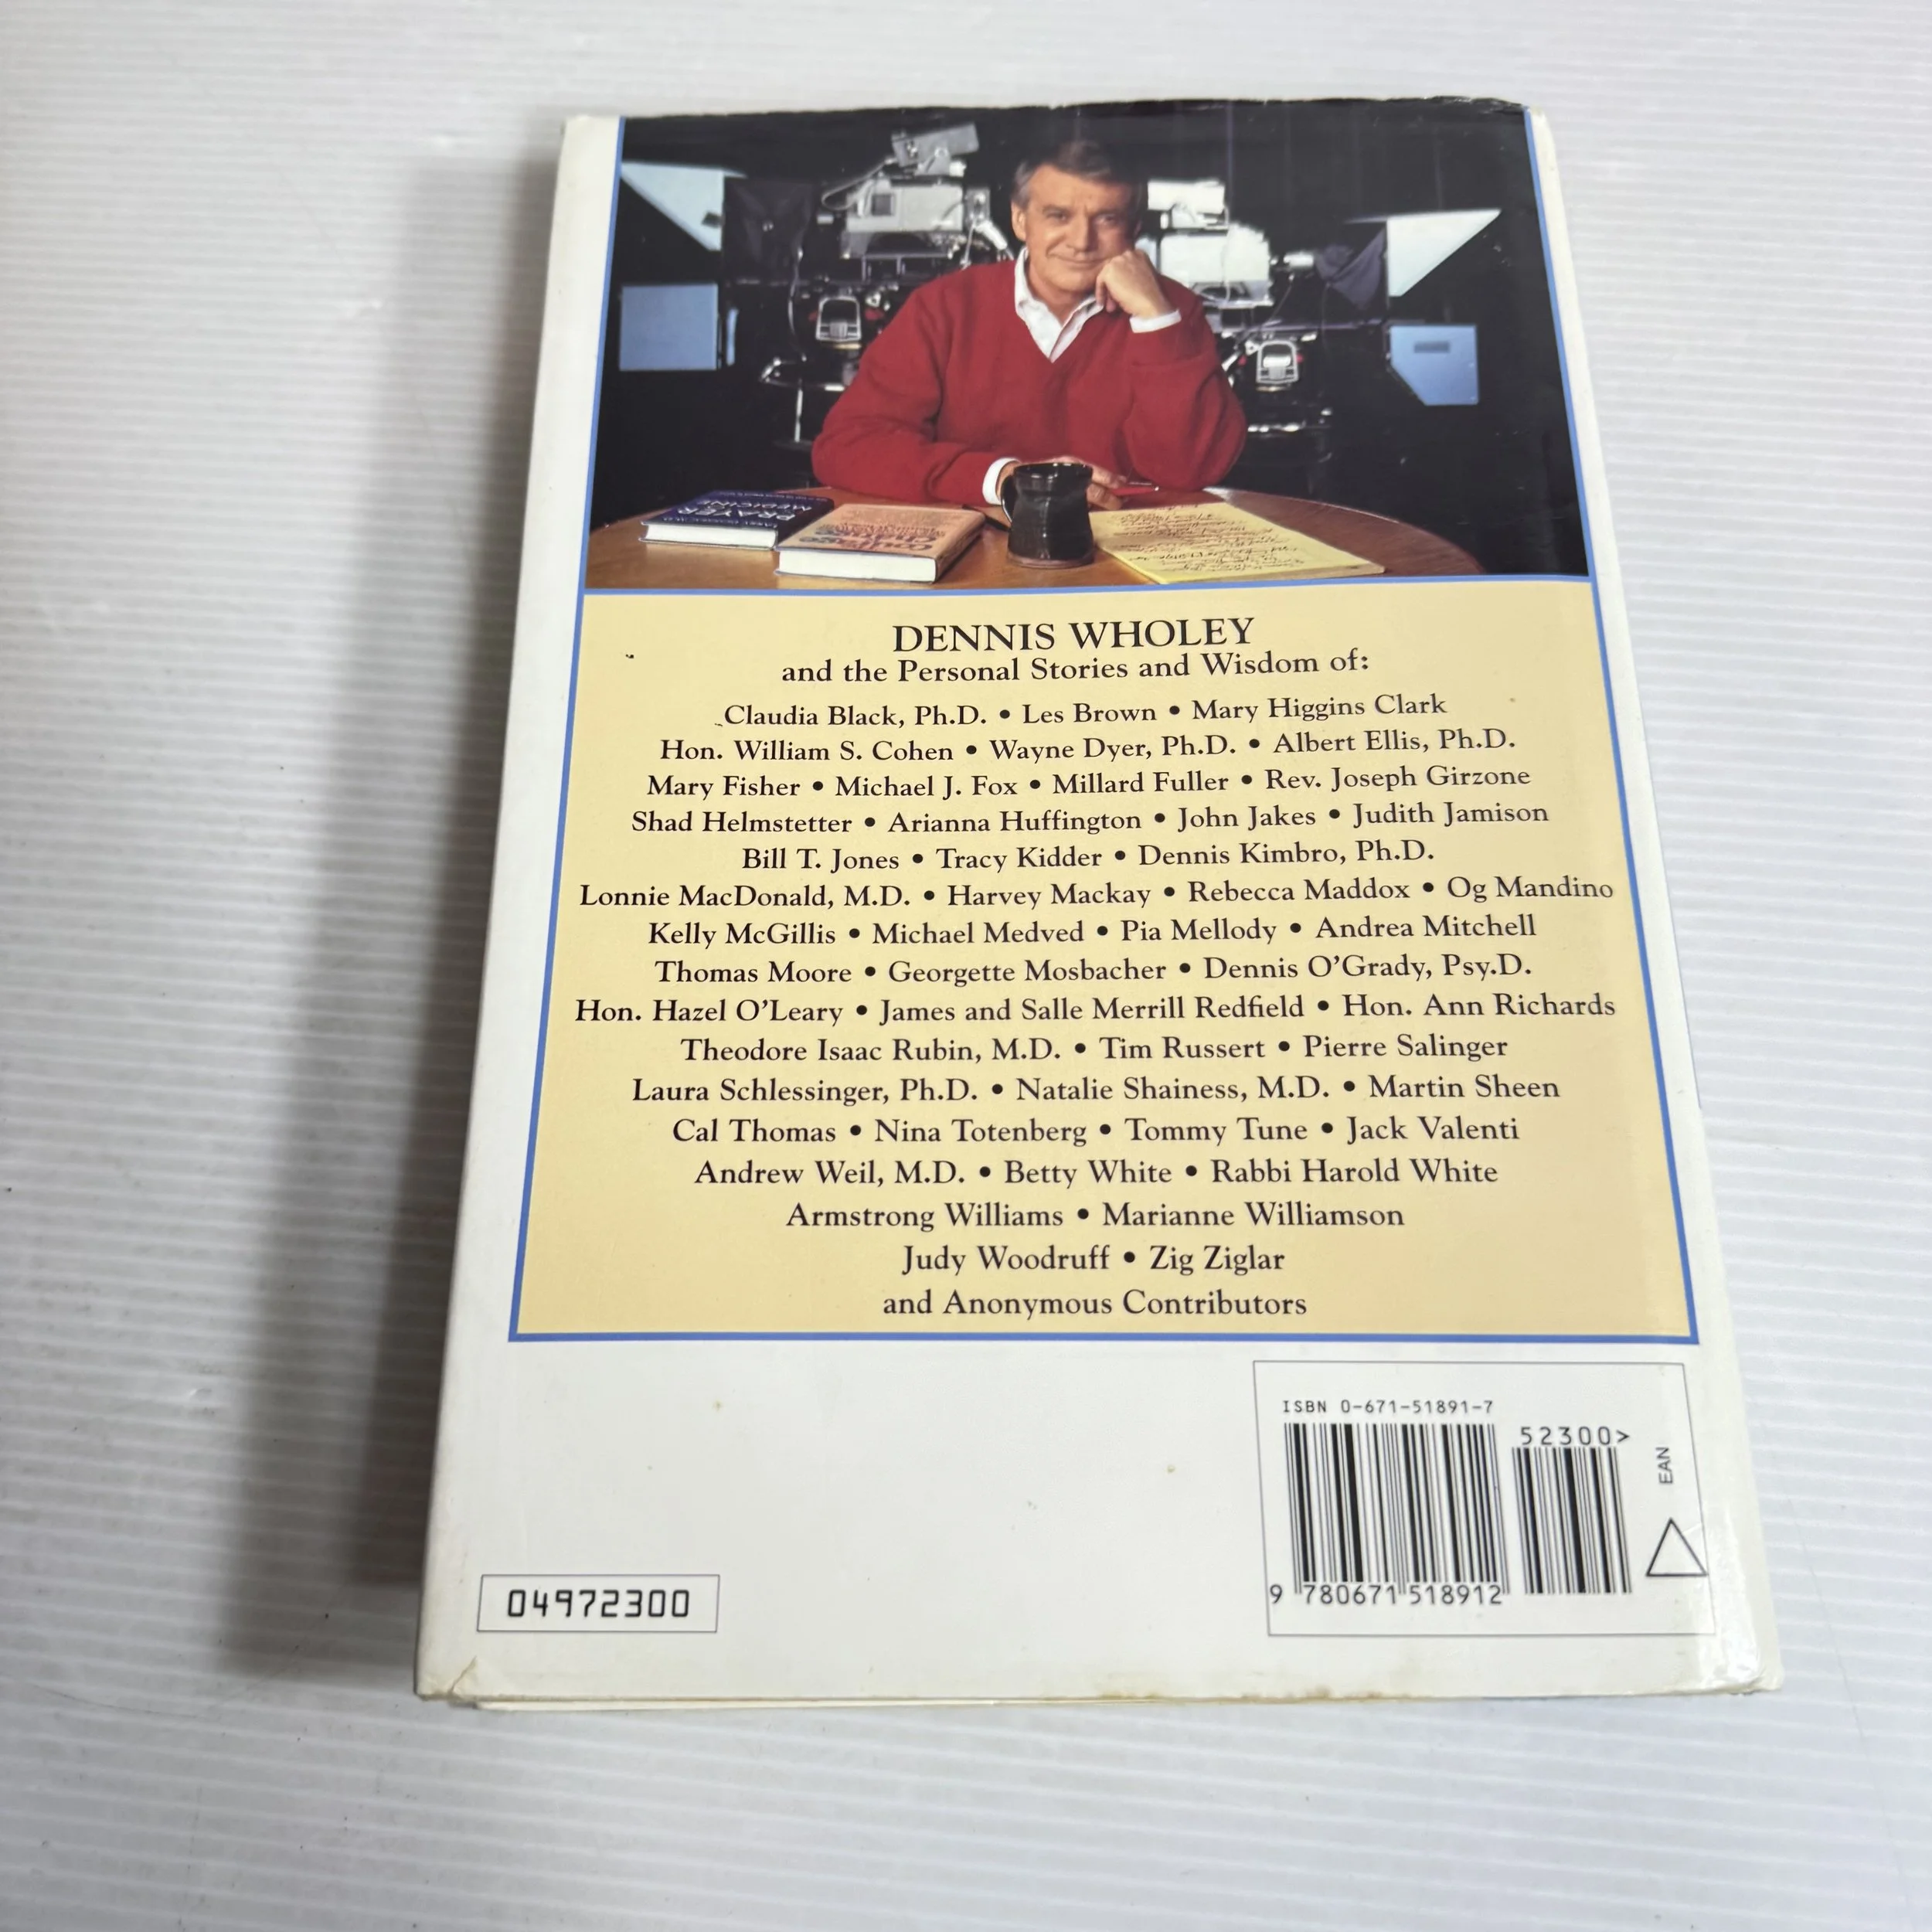 PRAYER
MEDICINE
DENNIS WHOLEY
and the Personal Stories and Wisdom of:
Claudia Black, Ph.D. • Les Brown • Mary Higgins Clark
Hon. William S. Cohen • Wayne Dyer, Ph.D. • Albert Ellis, Ph.D.
Mary Fisher • Michael J. Fox • Millard Fuller • Rev. Joseph Girzone
Shad Helmstetter • Arianna Huffington • John Jakes • Judith Jamison
Bill T. Jones • Tracy Kidder • Dennis Kimbro, Ph.D.
Lonnie MacDonald, M.D. • Harvey Mackay • Rebecca Maddox • Og Mandino
Kelly McGillis • Michael Medved • Pia Mellody • Andrea Mitchell
Thomas Moore • Georgette Mosbacher • Dennis O'Grady, Psy.D.
Hon. Hazel O'Leary • James and Salle Merrill Redfield • Hon. Ann Richards
Theodore Isaac Rubin, M.D. • Tim Russert • Pierre Salinger
Laura Schlessinger, Ph.D. • Natalie Shainess, M.D. • Martin Sheen
Cal Thomas • Nina Totenberg • Tommy Tune • Jack Valenti
Andrew Weil, M.D. • Betty White • Rabbi Harold White
Armstrong Williams • Marianne Williamson
Judy Woodruff • Zig Ziglar
and Anonymous Contributors
ISBN 0-671-51891-7
52300>
EAN
9 780671 518912
04972300